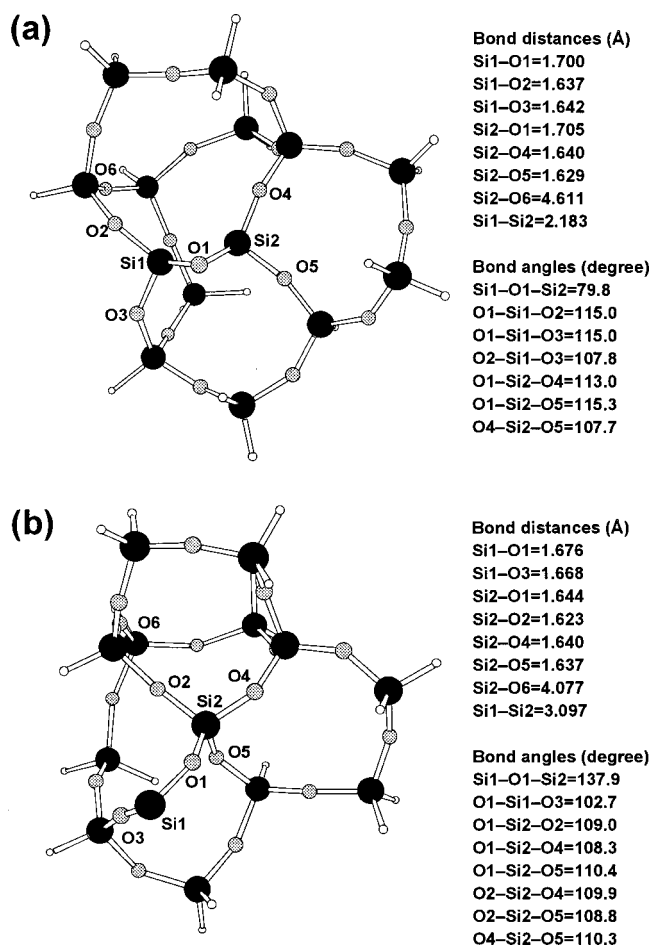 (a)
Bond distances (Å)
Si1–O1=1.700
Si1–O2=1.637
Si1–O3=1.642
Si2–O1=1.705
Si2–O4=1.640
Si2–O5=1.629
Si2–O6=4.611
Si1–Si2=2.183
Bond angles (degree)
Si1–O1–Si2=79.8
O1–Si1–O2=115.0
O1–Si1–O3=115.0
O2–Si1–O3=107.8
O1–Si2–O4=113.0
O1–Si2–O5=115.3
O4–Si2–O5=107.7
O6
O4
O2
O1
Si2
Si1
O5
O3
(b)
Bond distances (Å)
Si1–O1=1.676
Si1–O3=1.668
Si2–O1=1.644
Si2–O2=1.623
Si2–O4=1.640
Si2–O5=1.637
Si2–O6=4.077
Si1–Si2=3.097
Bond angles (degree)
Si1–O1–Si2=137.9
O1–Si1–O3=102.7
O1–Si2–O2=109.0
O1–Si2–O4=108.3
O1–Si2–O5=110.4
O2–Si2–O4=109.9
O2–Si2–O5=108.8
O4–Si2–O5=110.3
O6
O2
O4
Si2
O5
O1
Si1
O3